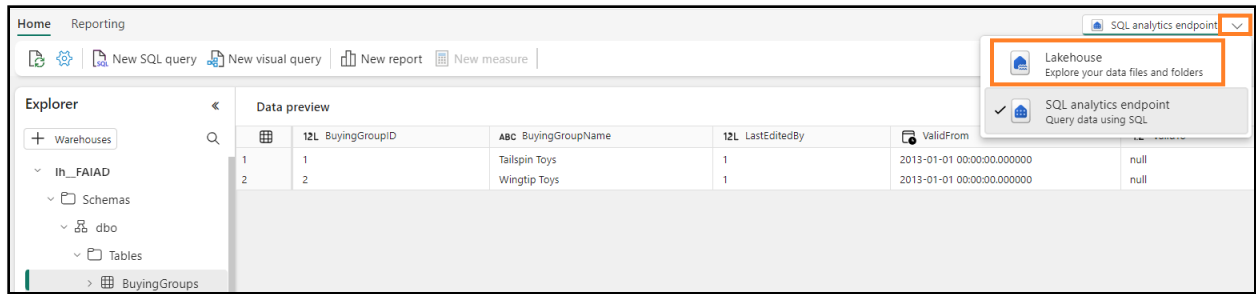 Home Reporting SQL analytics endpoint
New SQL query New visual query New report New measure
Lakehouse
Explore your data files and folders
SQL analytics endpoint
Query data using SQL
Explorer Data preview
+ Warehouses
12L BuyingGroupID ABC BuyingGroupName 12L LastEditedBy ValidFrom
1 1 Tailspin Toys 1 2013-01-01 00:00:00.000000 null
2 2 Wingtip Toys 1 2013-01-01 00:00:00.000000 null
lh__FAIAD
Schemas
dbo
Tables
BuyingGroups